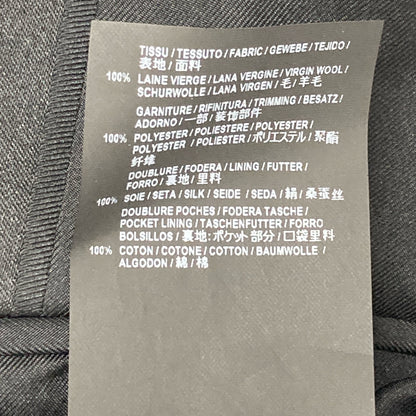 TISSU / TESSUTO / FABRIC / GEWEBE / TEJIDO /
表地 / 面料
100% LAINE VIERGE / LANA VERGINE / VIRGIN WOOL /
SCHURWOLLE / LANA VIRGEN / 毛 / 羊毛
GARNITURE / RIFINITURA / TRIMMING / BESATZ /
ADORNO / 一部 / 装饰部件
100% POLYESTER / POLIESTERE / POLYESTER /
POLYESTER / POLIÉSTER / ポリエステル / 聚酯
纤维
DOUBLURE / FODERA / LINING / FUTTER /
FORRO / 裏地 / 里料
100% SOIE / SETA / SILK / SEIDE / SEDA / 絹 / 桑蚕丝
DOUBLURE POCHES / FODERA TASCHE /
POCKET LINING / TASCHENFUTTER / FORRO
BOLSILLOS / 裏地: ポケット部分 / 口袋里料
100% COTON / COTONE / COTTON / BAUMWOLLE /
ALGODON / 綿 / 棉